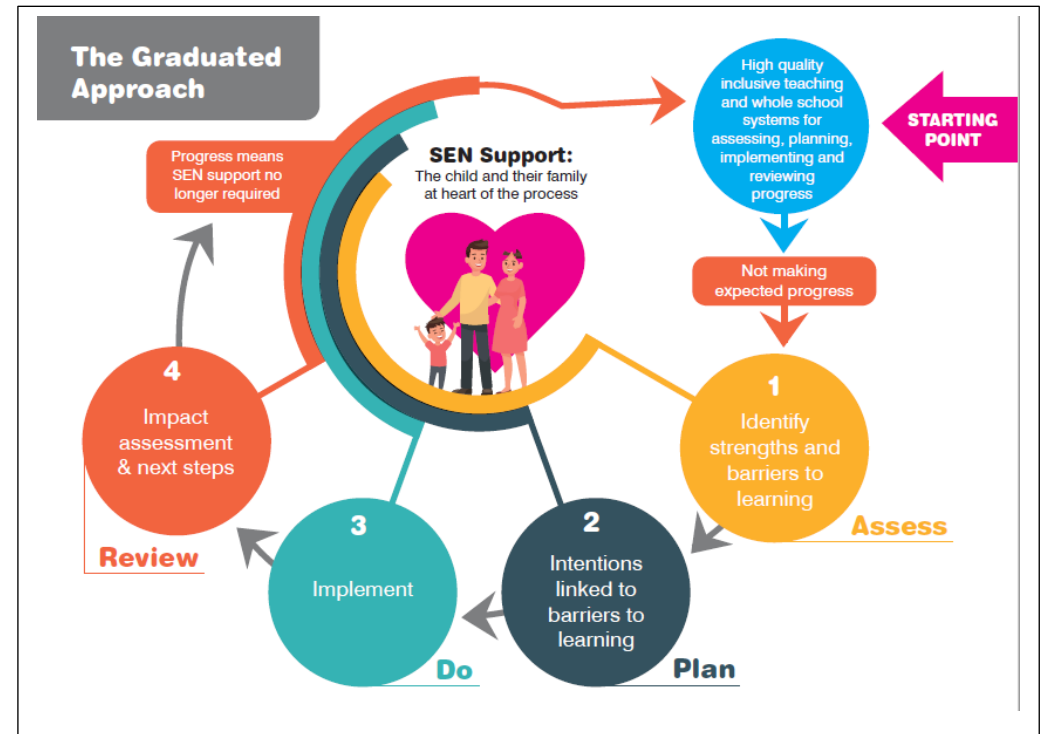 The Graduated
Approach
High quality
inclusive teaching
and whole school
systems for
assessing, planning,
implementing and
reviewing
progress
STARTING
POINT
Progress means
SEN support no
longer required
SEN Support:
The child and their family
at heart of the process
Not making
expected progress
1
Identify
strengths and
barriers to
learning
Assess
2
Intentions
linked to
barriers to
learning
Plan
3
Implement
Do
4
Impact
assessment
& next steps
Review